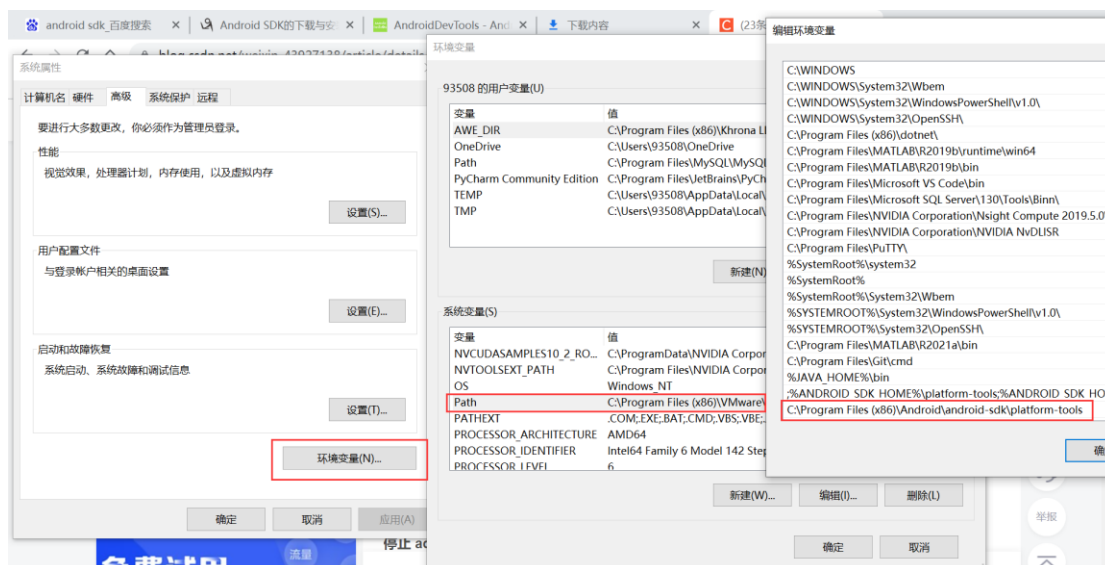 android sdk_百度搜索
Android SDK的下载与安
AndroidDevTools - And
下载内容
(23条
系统属性
计算机名 硬件 高级 系统保护 远程
要进行大多数更改，你必须作为管理员登录。
性能
视觉效果，处理器计划，内存使用，以及虚拟内存
设置(S)...
用户配置文件
与登录帐户相关的桌面设置
设置(E)...
启动和故障恢复
系统启动、系统故障和调试信息
设置(T)...
环境变量(N)...
确定 取消 应用(A)
环境变量
93508 的用户变量(U)
变量 值
AWE_DIR C:\Program Files (x86)\Khrona LI
OneDrive C:\Users\93508\OneDrive
Path C:\Program Files\MySQL\MySQL
PyCharm Community Edition C:\Program Files\JetBrains\PyCh
TEMP C:\Users\93508\AppData\Local\
TMP C:\Users\93508\AppData\Local\
新建(N)
系统变量(S)
变量 值
NVCUDASAMPLES10_2_RO... C:\ProgramData\NVIDIA Corpor
NVTOOLSEXT_PATH C:\Program Files\NVIDIA Corpor
OS Windows_NT
Path C:\Program Files (x86)\VMware\
PATHEXT .COM;.EXE;.BAT;.CMD;.VBS;.VBE;.
PROCESSOR_ARCHITECTURE AMD64
PROCESSOR_IDENTIFIER Intel64 Family 6 Model 142 Step
PROCESSOR_LEVEL 6
新建(W)... 编辑(I)... 删除(L)
确定 取消
编辑环境变量
C:\WINDOWS
C:\WINDOWS\System32\Wbem
C:\WINDOWS\System32\WindowsPowerShell\v1.0\
C:\WINDOWS\System32\OpenSSH\
C:\Program Files (x86)\dotnet\
C:\Program Files\MATLAB\R2019b\runtime\win64
C:\Program Files\MATLAB\R2019b\bin
C:\Program Files\Microsoft VS Code\bin
C:\Program Files\Microsoft SQL Server\130\Tools\Binn\
C:\Program Files\NVIDIA Corporation\Nsight Compute 2019.5.0\
C:\Program Files\NVIDIA Corporation\NVIDIA NvDLISR
C:\Program Files\PuTTY\
%SystemRoot%\system32
%SystemRoot%
%SystemRoot%\System32\Wbem
%SYSTEMROOT%\System32\WindowsPowerShell\v1.0\
%SYSTEMROOT%\System32\OpenSSH\
C:\Program Files\MATLAB\R2021a\bin
C:\Program Files\Git\cmd
%JAVA_HOME%\bin
;%ANDROID_SDK_HOME%\platform-tools;%ANDROID_SDK_HO
C:\Program Files (x86)\Android\android-sdk\platform-tools
确
停止 ac
流量
举报